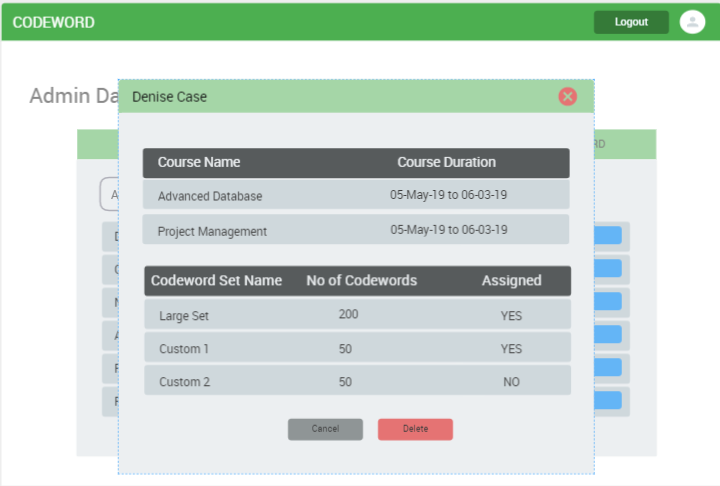 CODEWORD
Logout
Admin Da
Denise Case
RD
Course Name Course Duration
A
Advanced Database 05-May-19 to 06-03-19
Project Management 05-May-19 to 06-03-19
Codeword Set Name No of Codewords Assigned
Large Set 200 YES
Custom 1 50 YES
Custom 2 50 NO
Cancel Delete